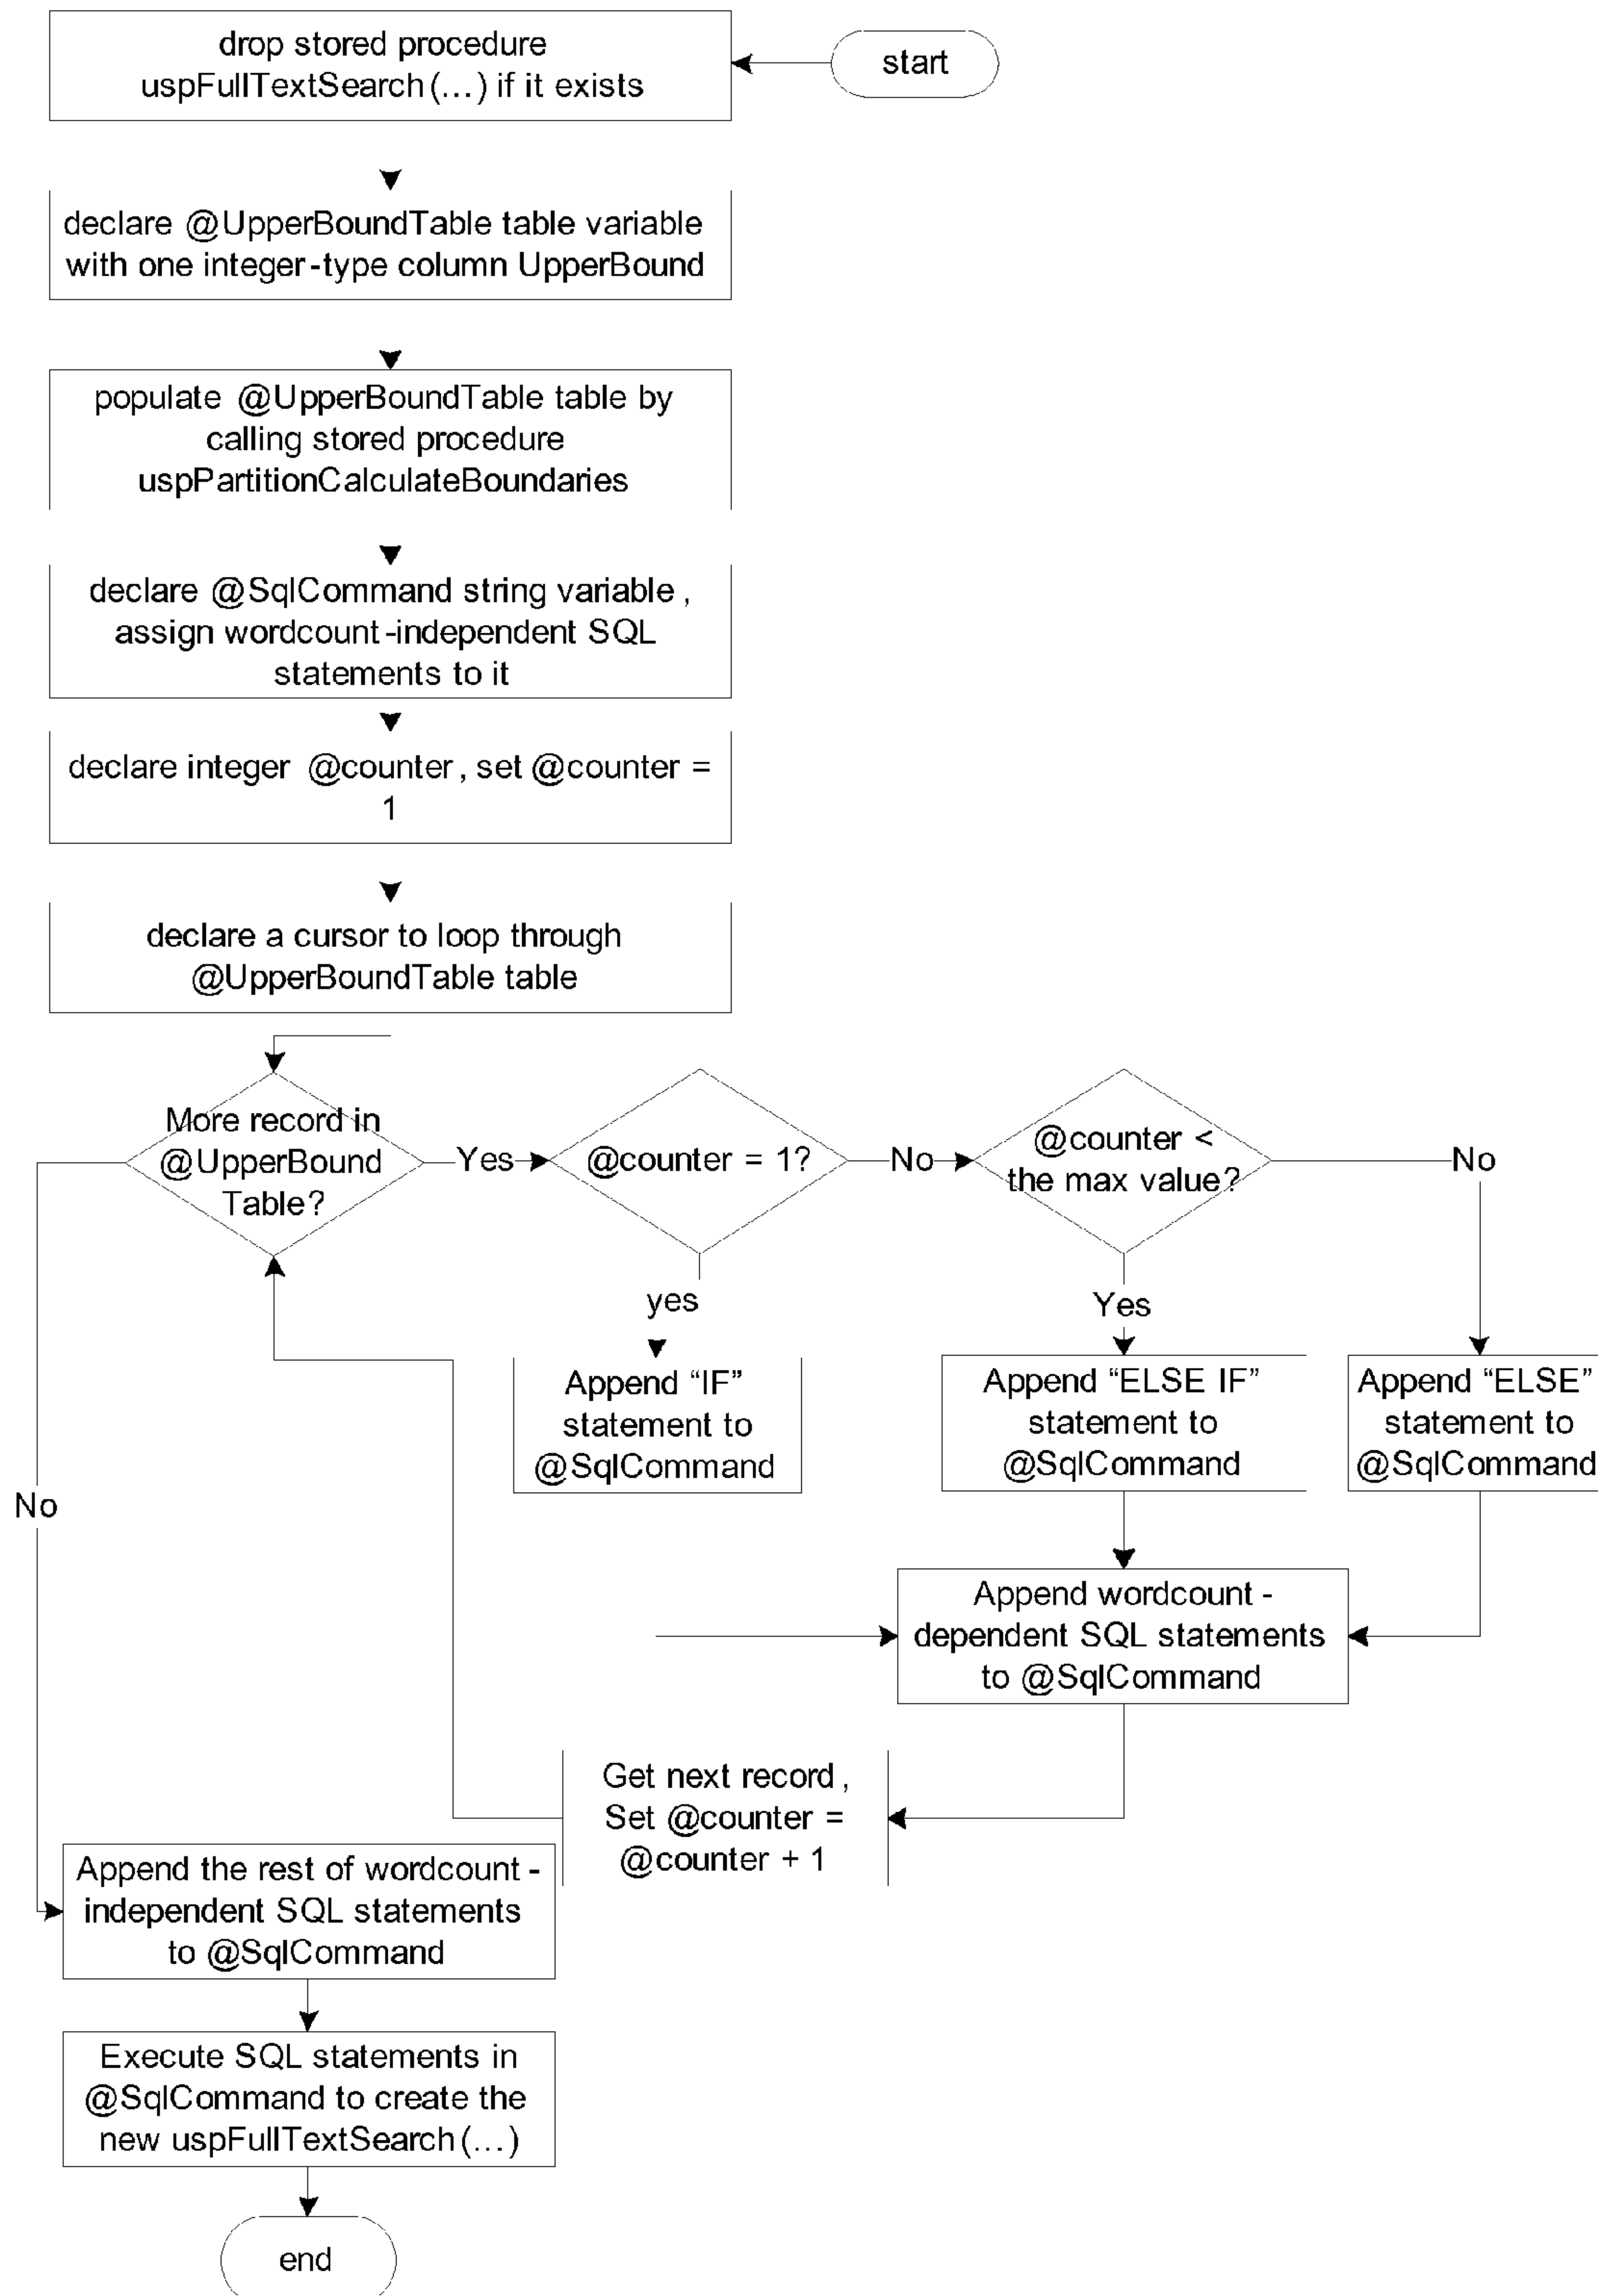 start
drop stored procedure
uspFullTextSearch(...) if it exists
declare @UpperBoundTable table variable
with one integer-type column UpperBound
populate @UpperBoundTable table by
calling stored procedure
uspPartitionCalculateBoundaries
declare @SqlCommand string variable,
assign wordcount-independent SQL
statements to it
declare integer @counter, set @counter =
1
declare a cursor to loop through
@UpperBoundTable table
More record in
@UpperBound
Table?
Yes
@counter = 1?
No
@counter <
the max value?
No
yes
Yes
Append “IF”
statement to
@SqlCommand
Append “ELSE IF”
statement to
@SqlCommand
Append “ELSE”
statement to
@SqlCommand
No
Append wordcount-
dependent SQL statements
to @SqlCommand
Get next record,
Set @counter =
@counter + 1
Append the rest of wordcount-
independent SQL statements
to @SqlCommand
Execute SQL statements in
@SqlCommand to create the
new uspFullTextSearch(...)
end